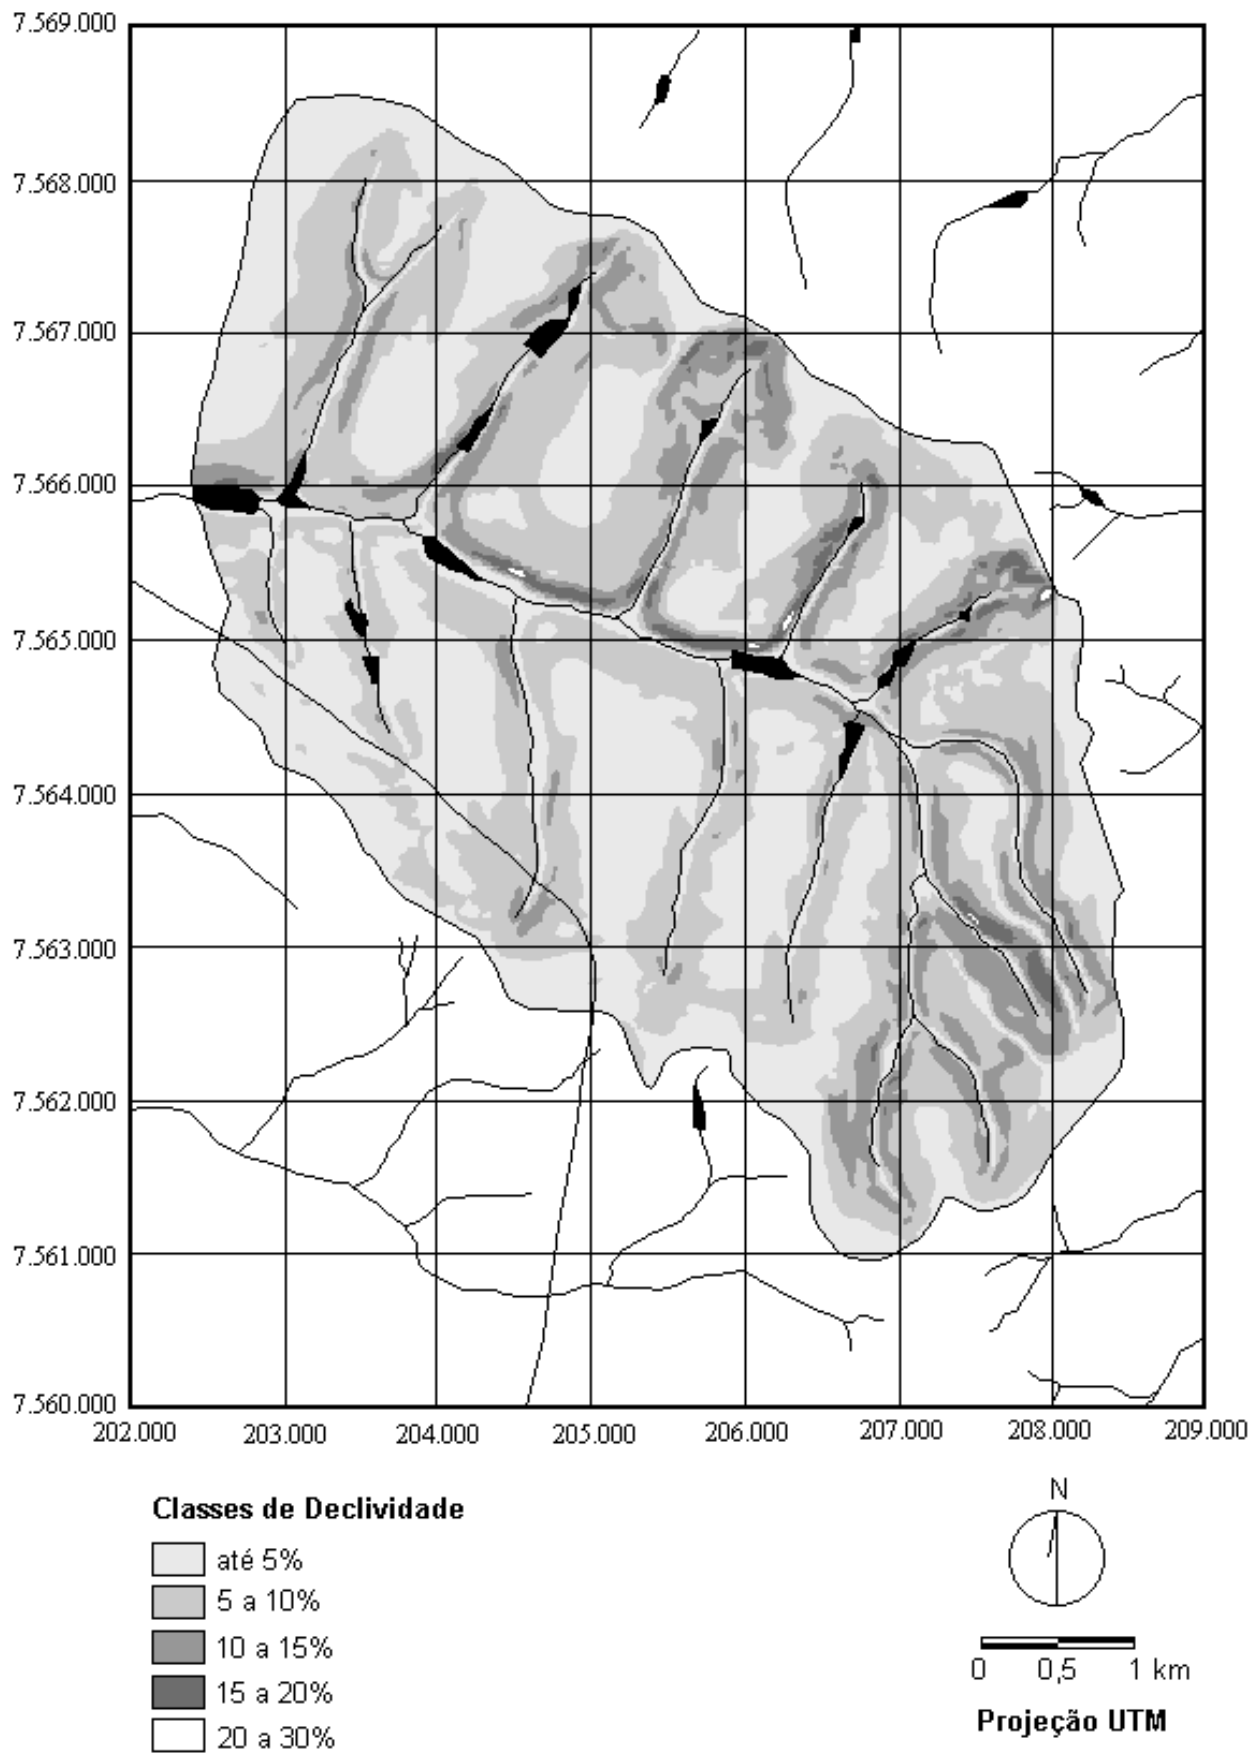 7.569.000
7.568.000
7.567.000
7.566.000
7.565.000
7.564.000
7.563.000
7.562.000
7.561.000
7.560.000
202.000 203.000 204.000 205.000 206.000 207.000 208.000 209.000
Classes de Declividade
até 5%
5 a 10%
10 a 15%
15 a 20%
20 a 30%
N
0 0,5 1 km
Projeção UTM